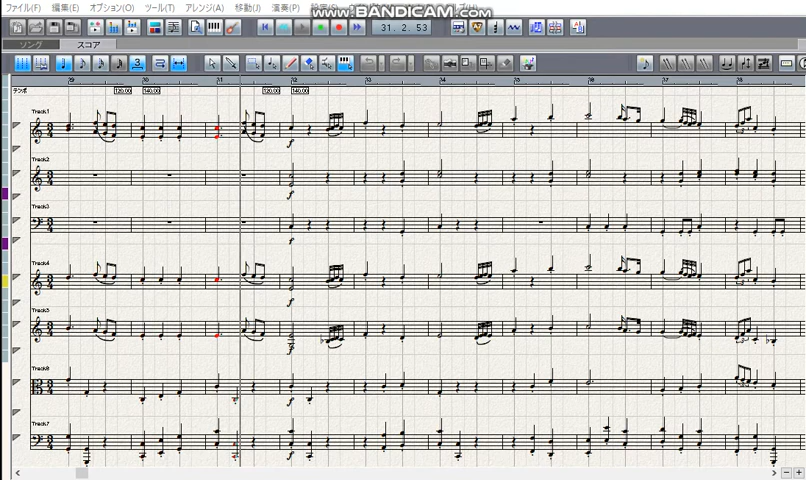 ファイル(F) 編集(E) オプション(O) ツール(T) アレンジ(A) 移動(J) 演奏(P)
www.BANDICAM.com
31. 2. 53
ソング スコア
29 30 31 32 33 34 35 36 37 38
テンポ 120.00 140.00 120.00 140.00
Track1
Track2
Track3
Track4
Track5
Track6
Track7